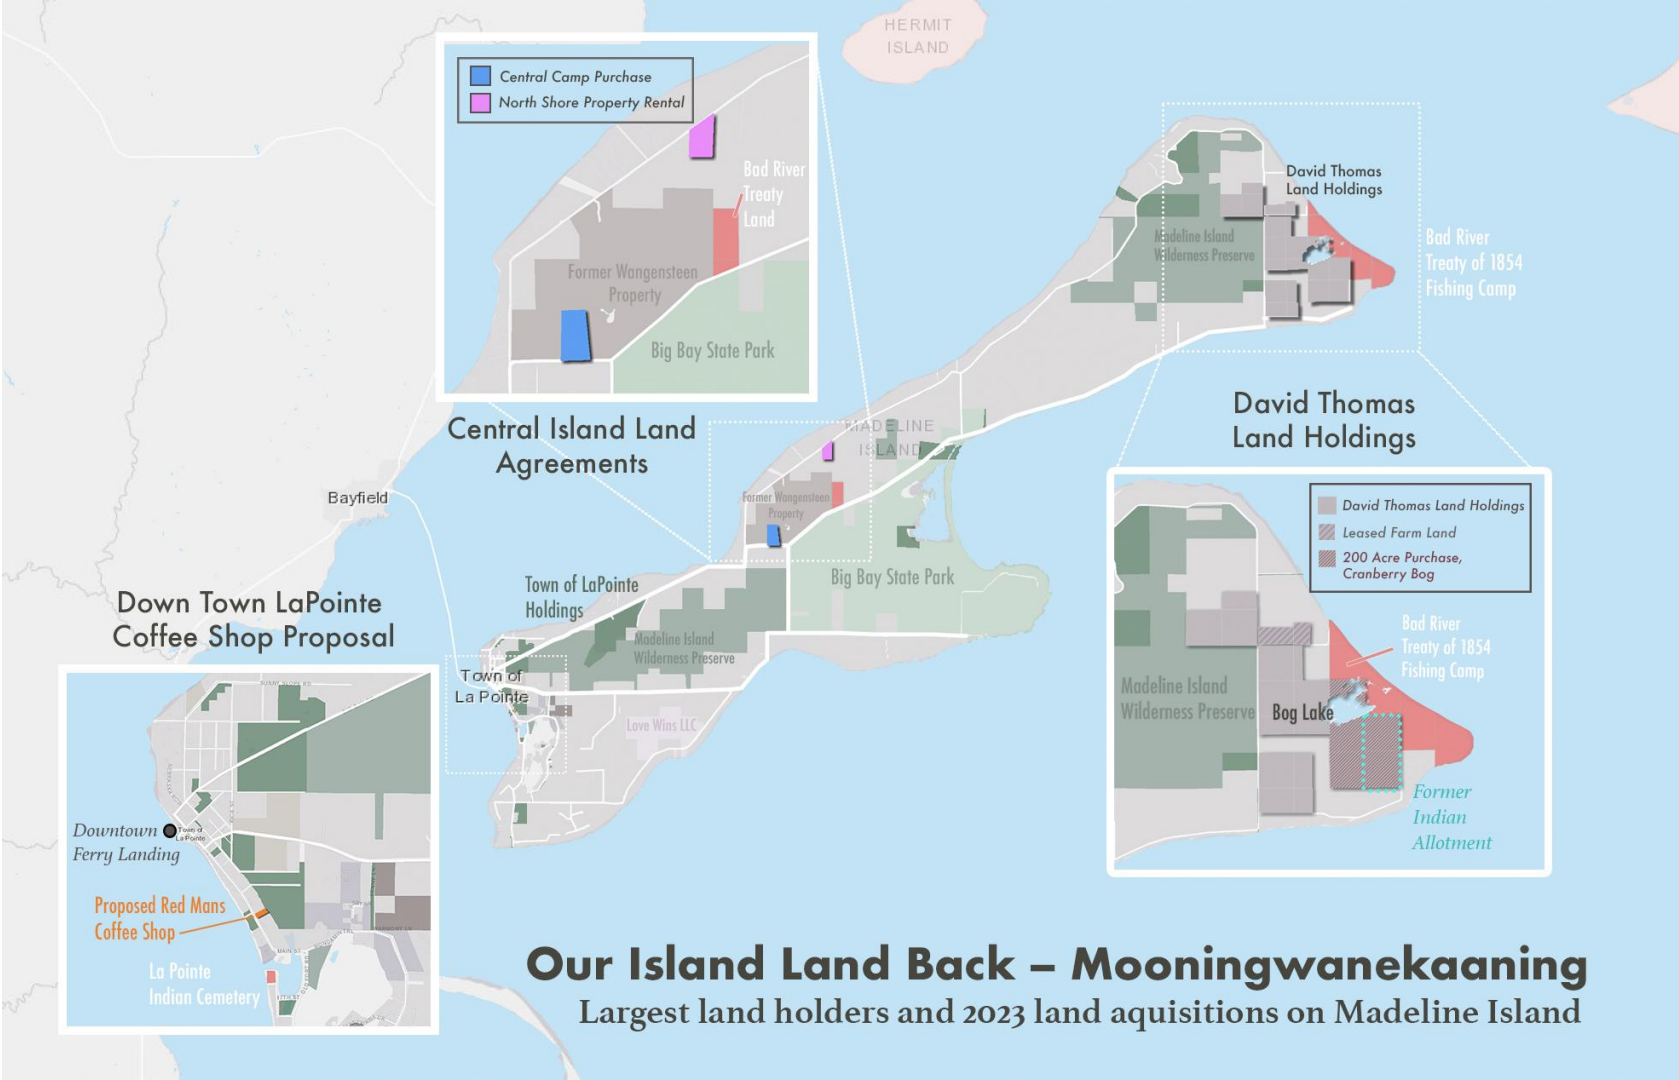 HERMIT
ISLAND
Central Camp Purchase
North Shore Property Rental
Bad River
Treaty
Land
Former Wangensteen
Property
Big Bay State Park
Central Island Land
Agreements
David Thomas
Land Holdings
Madeline Island
Wilderness Preserve
Bad River
Treaty of 1854
Fishing Camp
MADELINE
ISLAND
Former Wangensteen
Property
Big Bay State Park
Bayfield
Town of LaPointe
Holdings
Madeline Island
Wilderness Preserve
Town of
La Pointe
Love Wins LLC
David Thomas
Land Holdings
David Thomas Land Holdings
Leased Farm Land
200 Acre Purchase,
Cranberry Bog
Bad River
Treaty of 1854
Fishing Camp
Madeline Island
Wilderness Preserve
Bog Lake
Former
Indian
Allotment
Down Town LaPointe
Coffee Shop Proposal
Downtown
Ferry Landing
Town of
La Pointe
Proposed Red Mans
Coffee Shop
La Pointe
Indian Cemetery
MAIN ST
Our Island Land Back – Mooningwanekaaning
Largest land holders and 2023 land aquisitions on Madeline Island